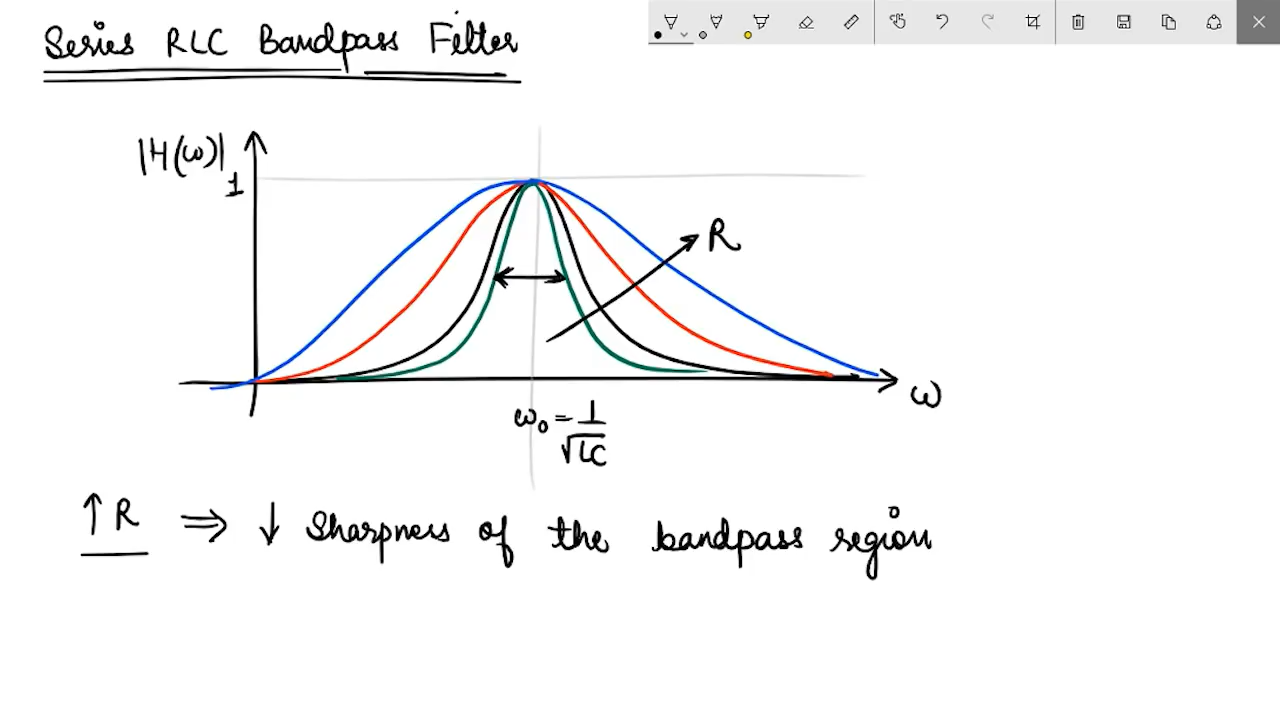 Series RLC Bandpass Filter
|H(ω)|
1
R
ω
ω₀ = 1/√LC
↑ R ⇒ ↓ sharpness of the bandpass region